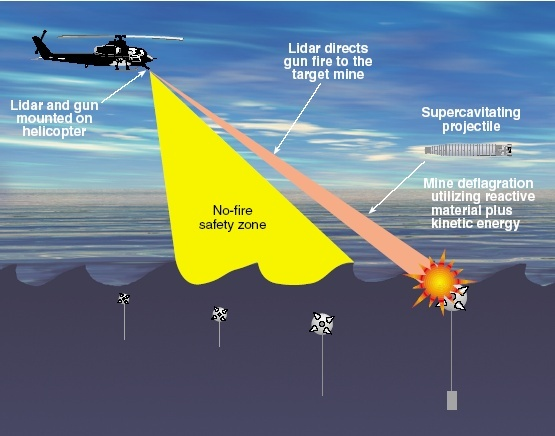 Lidar directs
gun fire to the
target mine
Lidar and gun
mounted on
helicopter
Supercavitating
projectile
Mine deflagration
utilizing reactive
material plus
kinetic energy
No-fire
safety zone